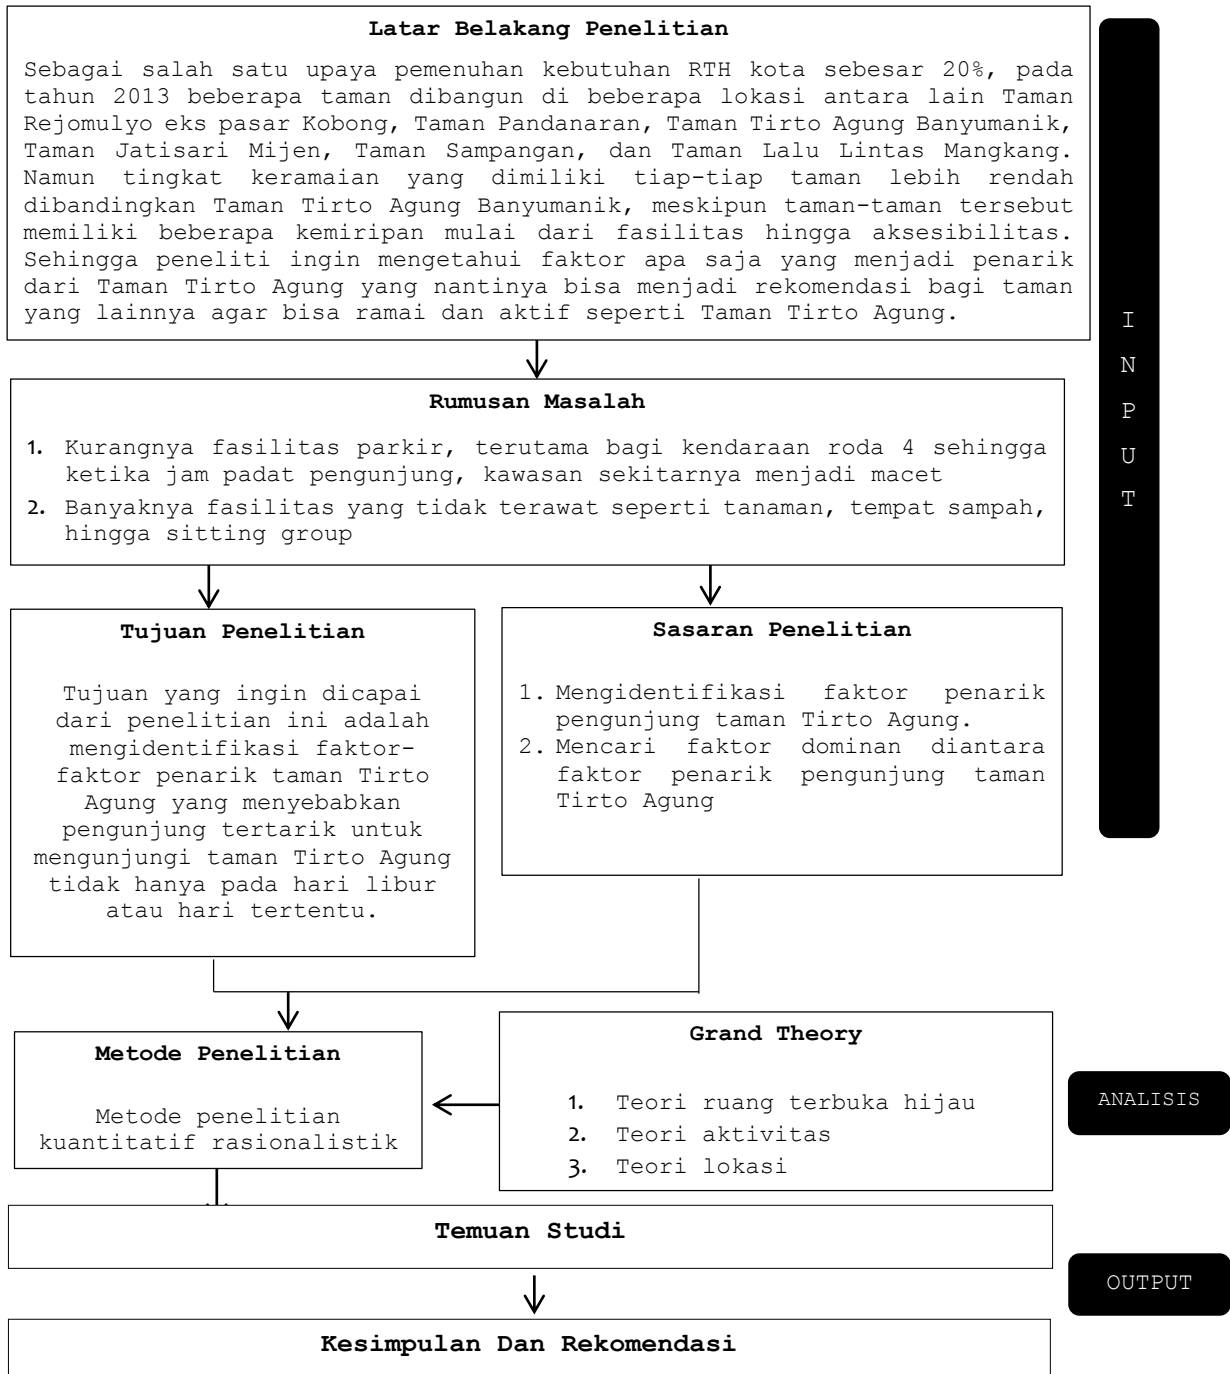 Latar Belakang Penelitian
Sebagai salah satu upaya pemenuhan kebutuhan RTH kota sebesar 20%, pada
tahun 2013 beberapa taman dibangun di beberapa lokasi antara lain Taman
Rejomulyo eks pasar Kobong, Taman Pandanaran, Taman Tirto Agung Banyumanik,
Taman Jatisari Mijen, Taman Sampangan, dan Taman Lalu Lintas Mangkang.
Namun tingkat keramaian yang dimiliki tiap-tiap taman lebih rendah
dibandingkan Taman Tirto Agung Banyumanik, meskipun taman-taman tersebut
memiliki beberapa kemiripan mulai dari fasilitas hingga aksesibilitas.
Sehingga peneliti ingin mengetahui faktor apa saja yang menjadi penarik
dari Taman Tirto Agung yang nantinya bisa menjadi rekomendasi bagi taman
yang lainnya agar bisa ramai dan aktif seperti Taman Tirto Agung.
Rumusan Masalah
1. Kurangnya fasilitas parkir, terutama bagi kendaraan roda 4 sehingga
ketika jam padat pengunjung, kawasan sekitarnya menjadi macet
2. Banyaknya fasilitas yang tidak terawat seperti tanaman, tempat sampah,
hingga sitting group
I
N
P
U
T
Tujuan Penelitian
Tujuan yang ingin dicapai
dari penelitian ini adalah
mengidentifikasi faktor-
faktor penarik taman Tirto
Agung yang menyebabkan
pengunjung tertarik untuk
mengunjungi taman Tirto Agung
tidak hanya pada hari libur
atau hari tertentu.
Sasaran Penelitian
1. Mengidentifikasi faktor penarik
pengunjung taman Tirto Agung.
2. Mencari faktor dominan diantara
faktor penarik pengunjung taman
Tirto Agung
Metode Penelitian
Metode penelitian
kuantitatif rasionalistik
Grand Theory
1. Teori ruang terbuka hijau
2. Teori aktivitas
3. Teori lokasi
ANALISIS
Temuan Studi
OUTPUT
Kesimpulan Dan Rekomendasi